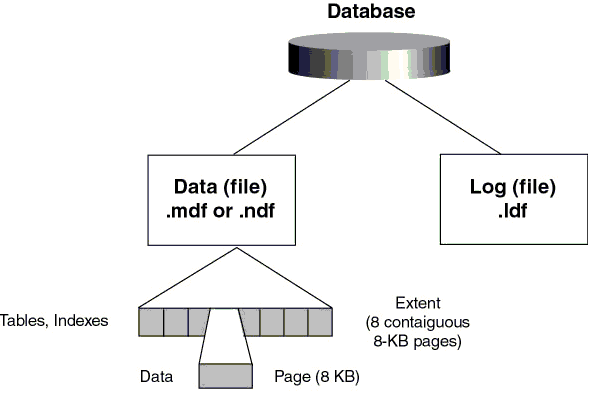 Database
Data (file)
.mdf or .ndf
Log (file)
.ldf
Tables, Indexes
Extent
(8 contaiguous
8-KB pages)
Data
Page (8 KB)